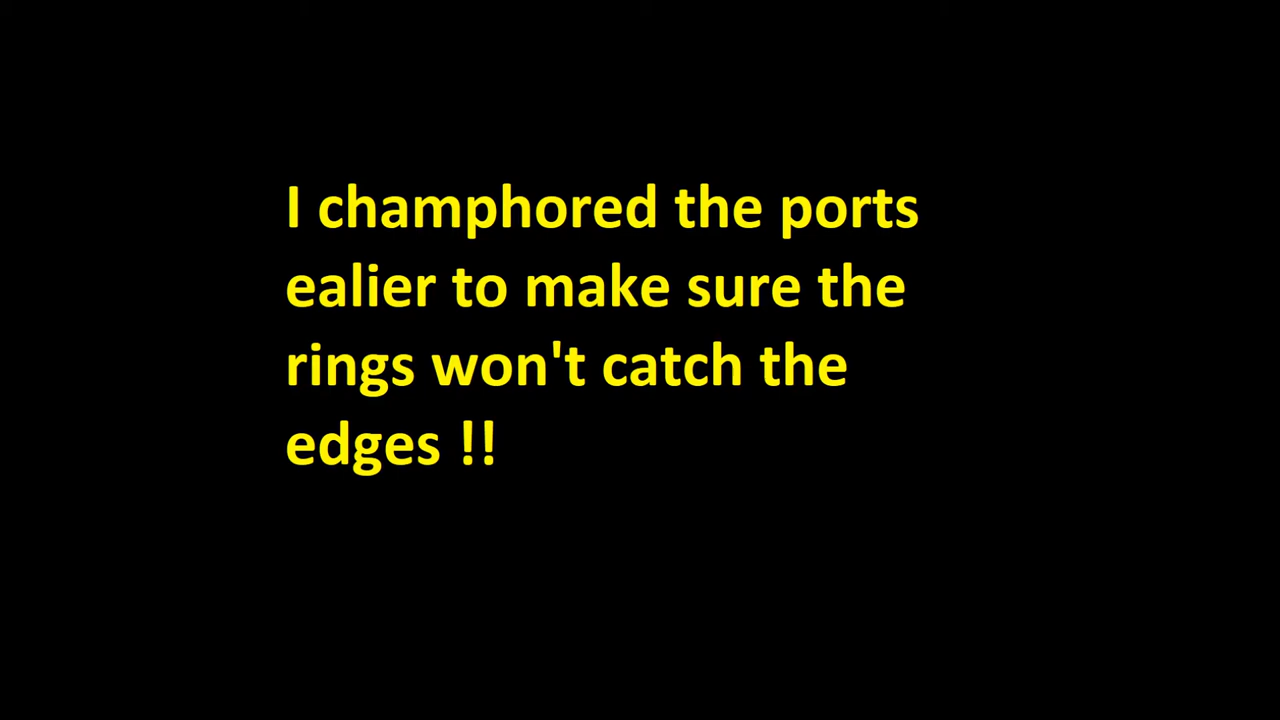 I champhored the ports
ealier to make sure the
rings won't catch the
edges !!